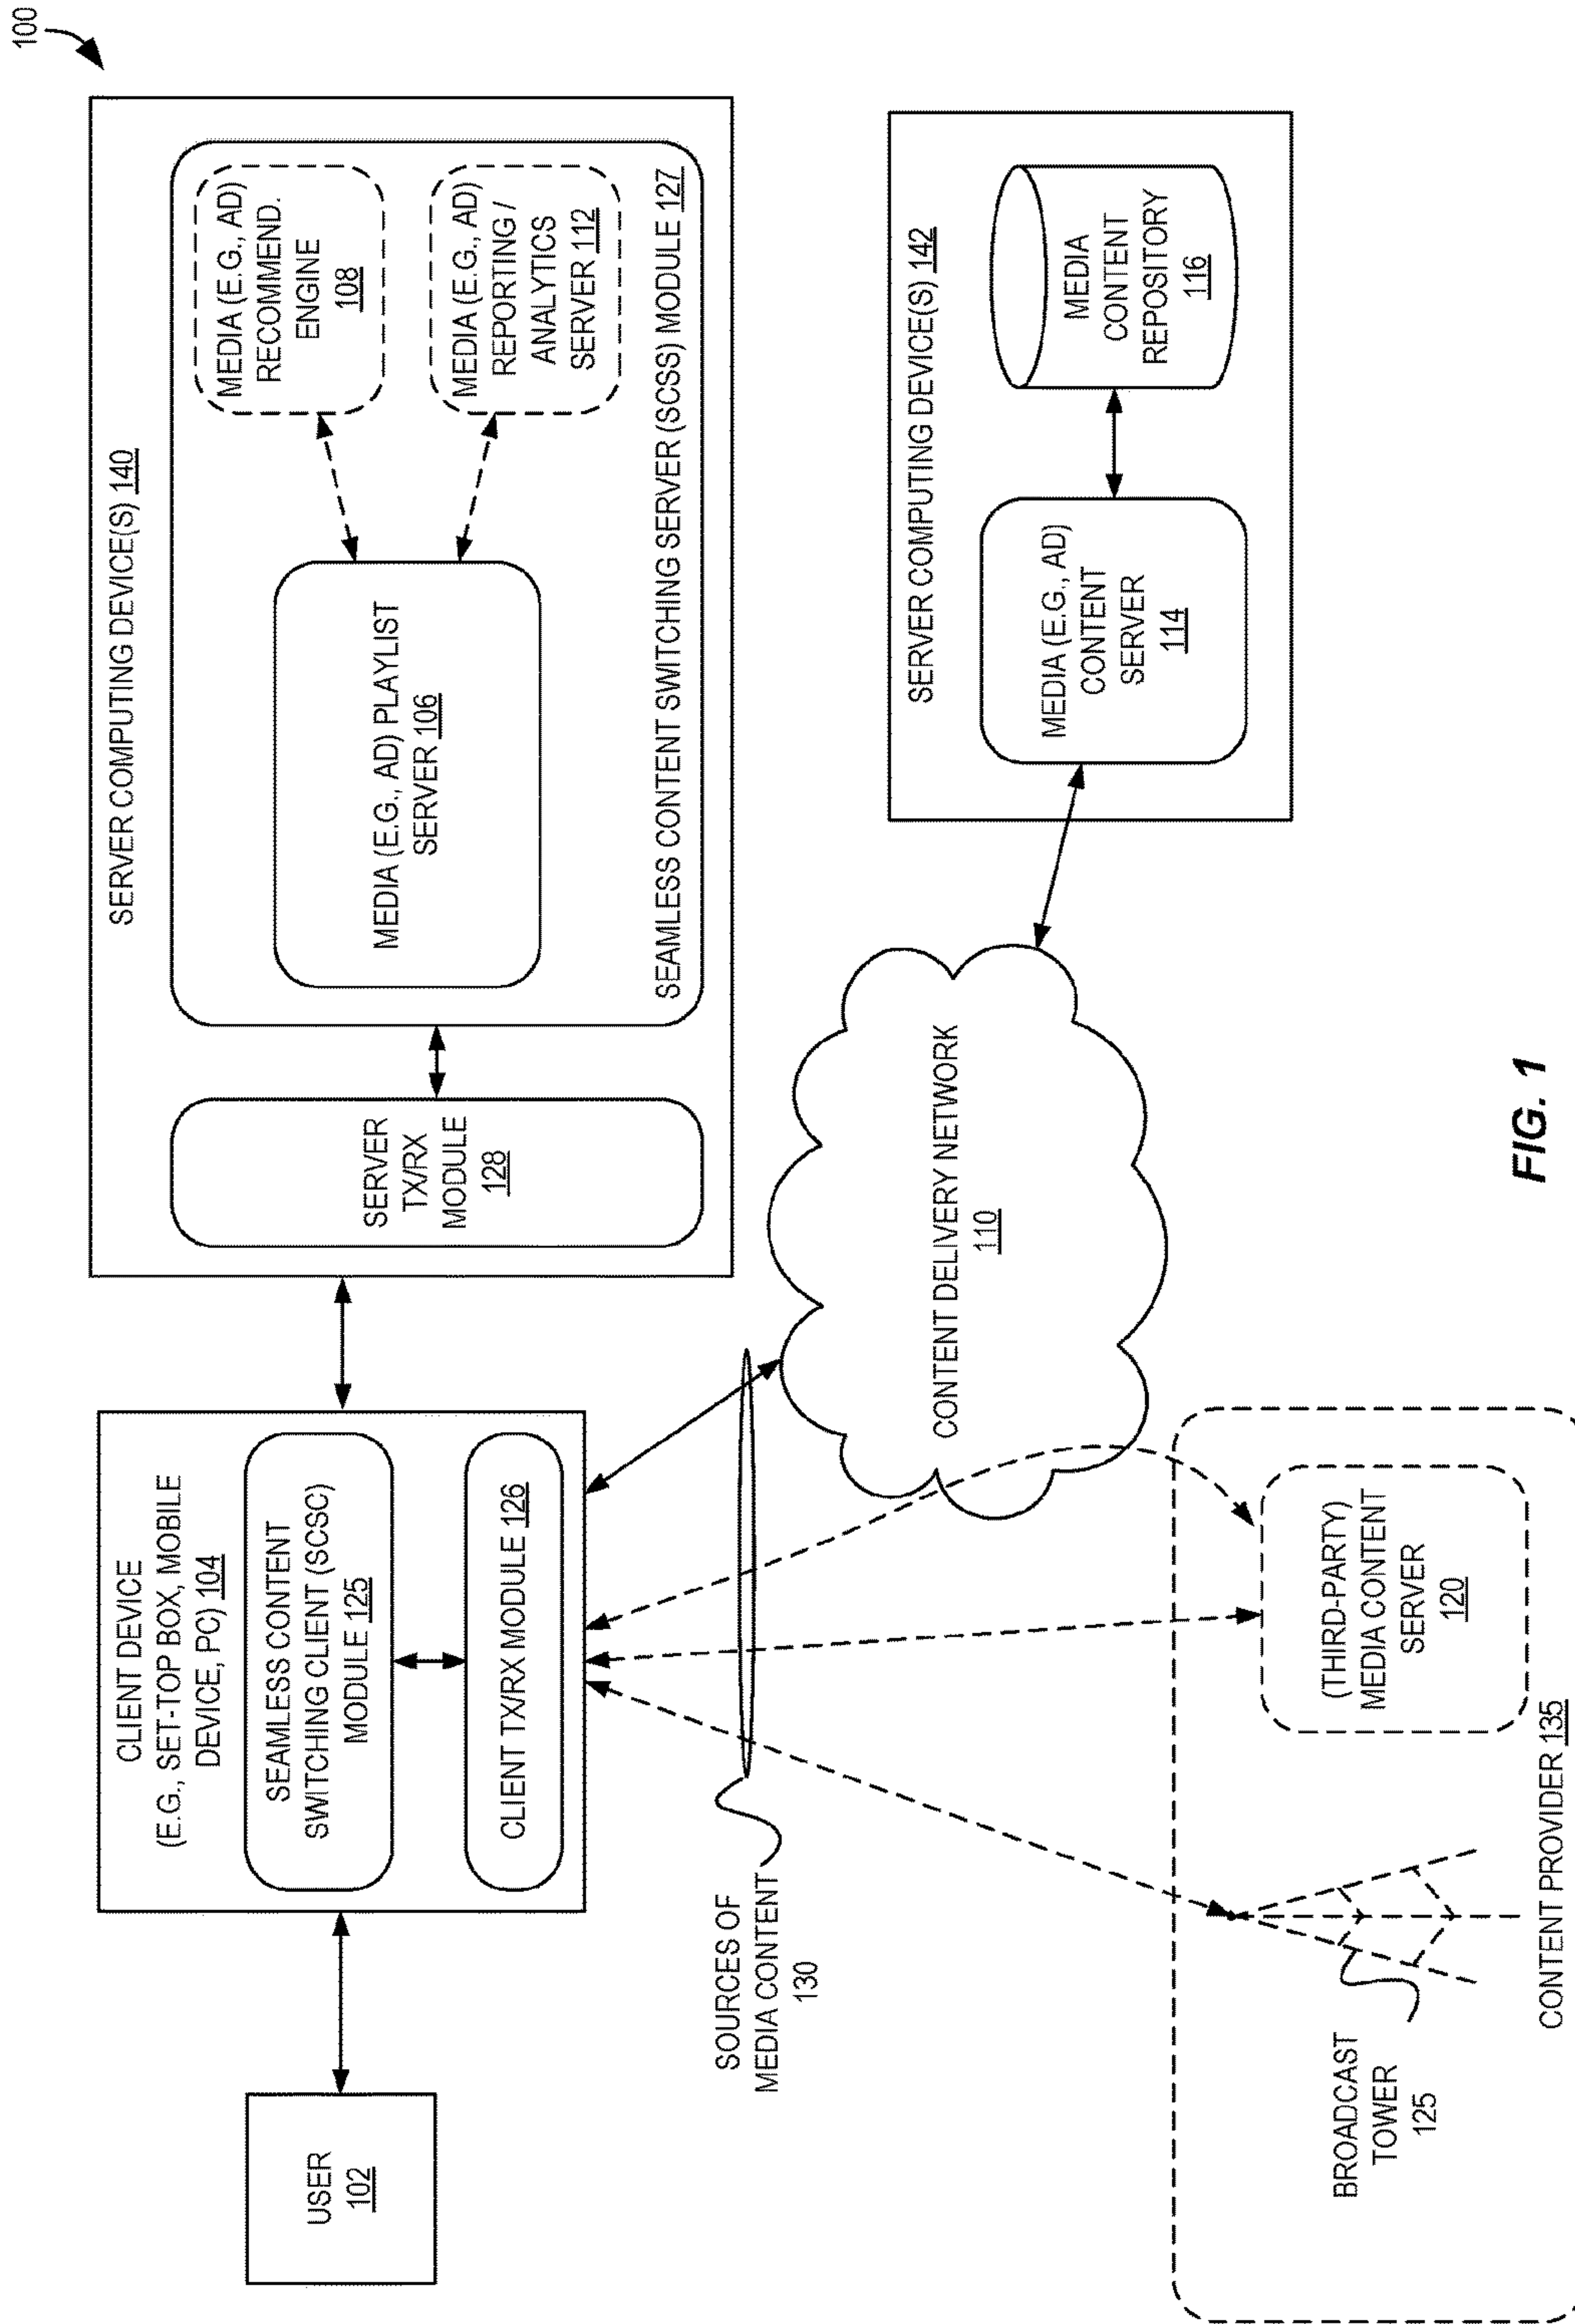 100
SERVER COMPUTING DEVICE(S) 140
MEDIA (E.G., AD)
RECOMMEND.
ENGINE
108
MEDIA (E.G., AD)
REPORTING /
ANALYTICS
SERVER 112
MEDIA (E.G., AD) PLAYLIST
SERVER 106
SEAMLESS CONTENT SWITCHING SERVER (SCSS) MODULE 127
SERVER
TX/RX
MODULE
128
CLIENT DEVICE
(E.G., SET-TOP BOX, MOBILE
DEVICE, PC) 104
SEAMLESS CONTENT
SWITCHING CLIENT (SCSC)
MODULE 125
CLIENT TX/RX MODULE 126
USER
102
SOURCES OF
MEDIA CONTENT
130
CONTENT DELIVERY NETWORK
110
SERVER COMPUTING DEVICE(S) 142
MEDIA (E.G., AD)
CONTENT
SERVER
114
MEDIA
CONTENT
REPOSITORY
116
(THIRD-PARTY)
MEDIA CONTENT
SERVER
120
BROADCAST
TOWER
125
CONTENT PROVIDER 135
FIG. 1